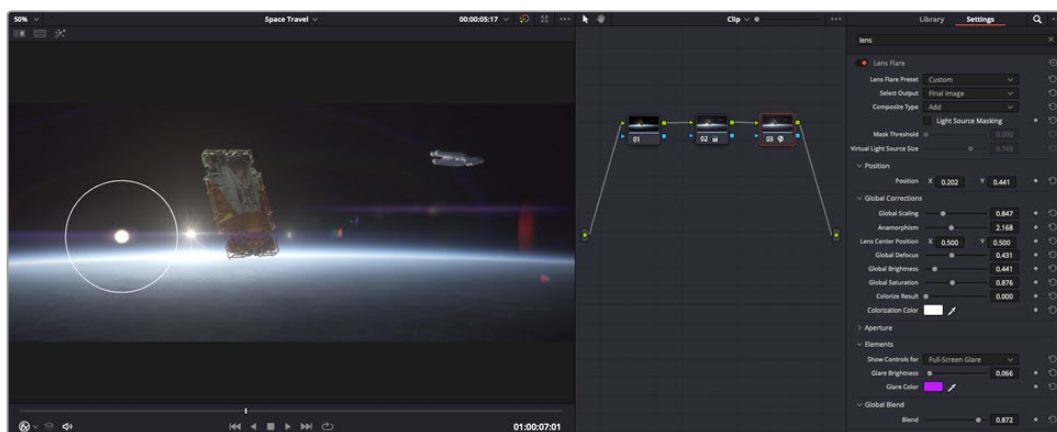 50%
Space Travel
00:00:05:17
Clip
Library
Settings
lens
Lens Flare
Lens Flare Preset Custom
Select Output Final Image
Composite Type Add
Light Source Masking
Mask Threshold 0.000
Virtual Light Source Size 0.743
Position
Position X 0.202 Y 0.441
Global Corrections
Global Scaling 0.847
Anamorphism 2.168
Lens Center Position X 0.500 Y 0.500
Global Defocus 0.431
Global Brightness 0.441
Global Saturation 0.876
Colorize Result 0.000
Colorization Color
Aperture
Elements
Show Controls for Full-Screen Glare
Glare Brightness 0.066
Glare Color
Global Blend
Blend 0.872
01
02
03
01:00:07:01